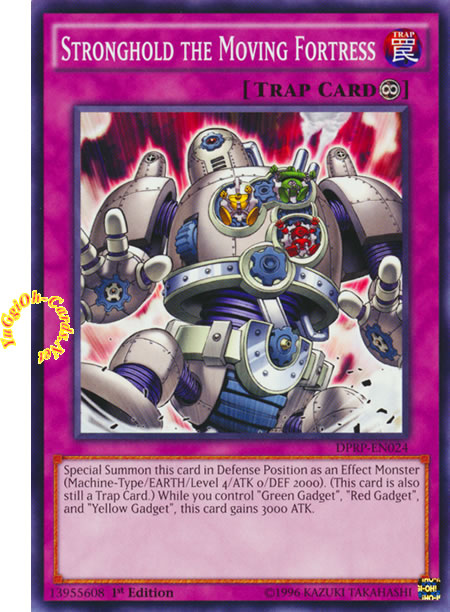 STRONGHOLD THE MOVING FORTRESS
TRAP
罠
[TRAP CARD∞]
YuGgiOh-Cards.Net
DPRP-EN024
Special Summon this card in Defense Position as an Effect Monster
(Machine-Type/EARTH/Level 4/ATK 0/DEF 2000). (This card is also
still a Trap Card.) While you control "Green Gadget", "Red Gadget",
and "Yellow Gadget", this card gains 3000 ATK.
13955608 1st Edition ©1996 KAZUKI TAKAHASHI